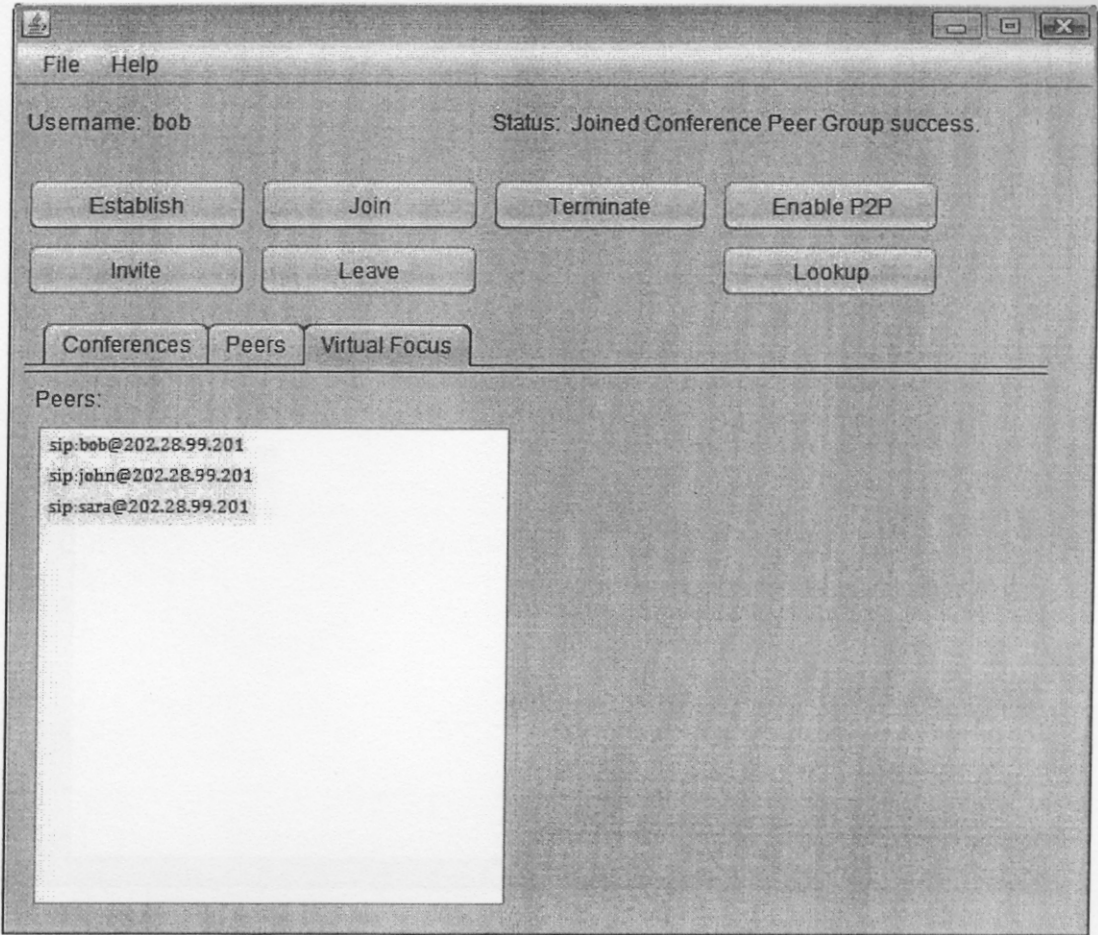 File Help
Username: bob Status: Joined Conference Peer Group success.
Establish Join Terminate Enable P2P
Invite Leave Lookup
Conferences Peers Virtual Focus
Peers:
sip:bob@202.28.99.201
sip:john@202.28.99.201
sip:sara@202.28.99.201